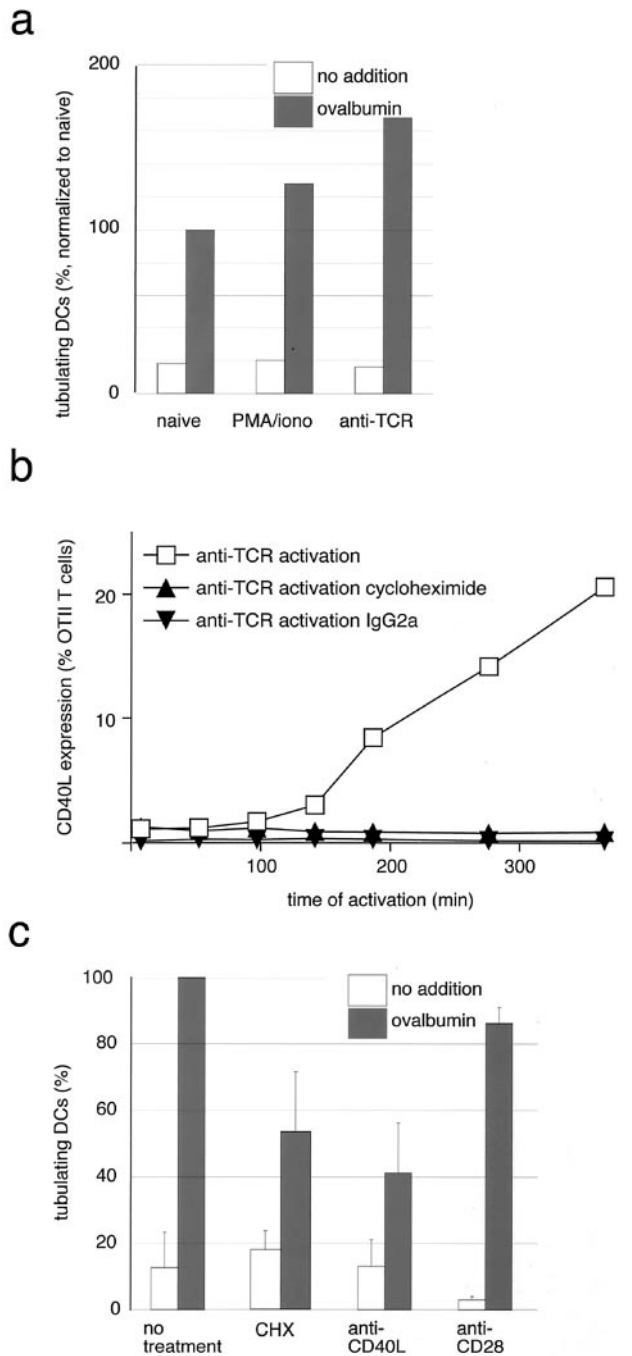 a
200
no addition
ovalbumin
tubulating DCs (%, normalized to naive)
100
0
naive
PMA/iono
anti-TCR
b
anti-TCR activation
anti-TCR activation cycloheximide
anti-TCR activation IgG2a
CD40L expression (% OTII T cells)
20
10
100
200
300
time of activation (min)
c
100
no addition
ovalbumin
80
tubulating DCs (%)
60
40
20
0
no
treatment
CHX
anti-
CD40L
anti-
CD28